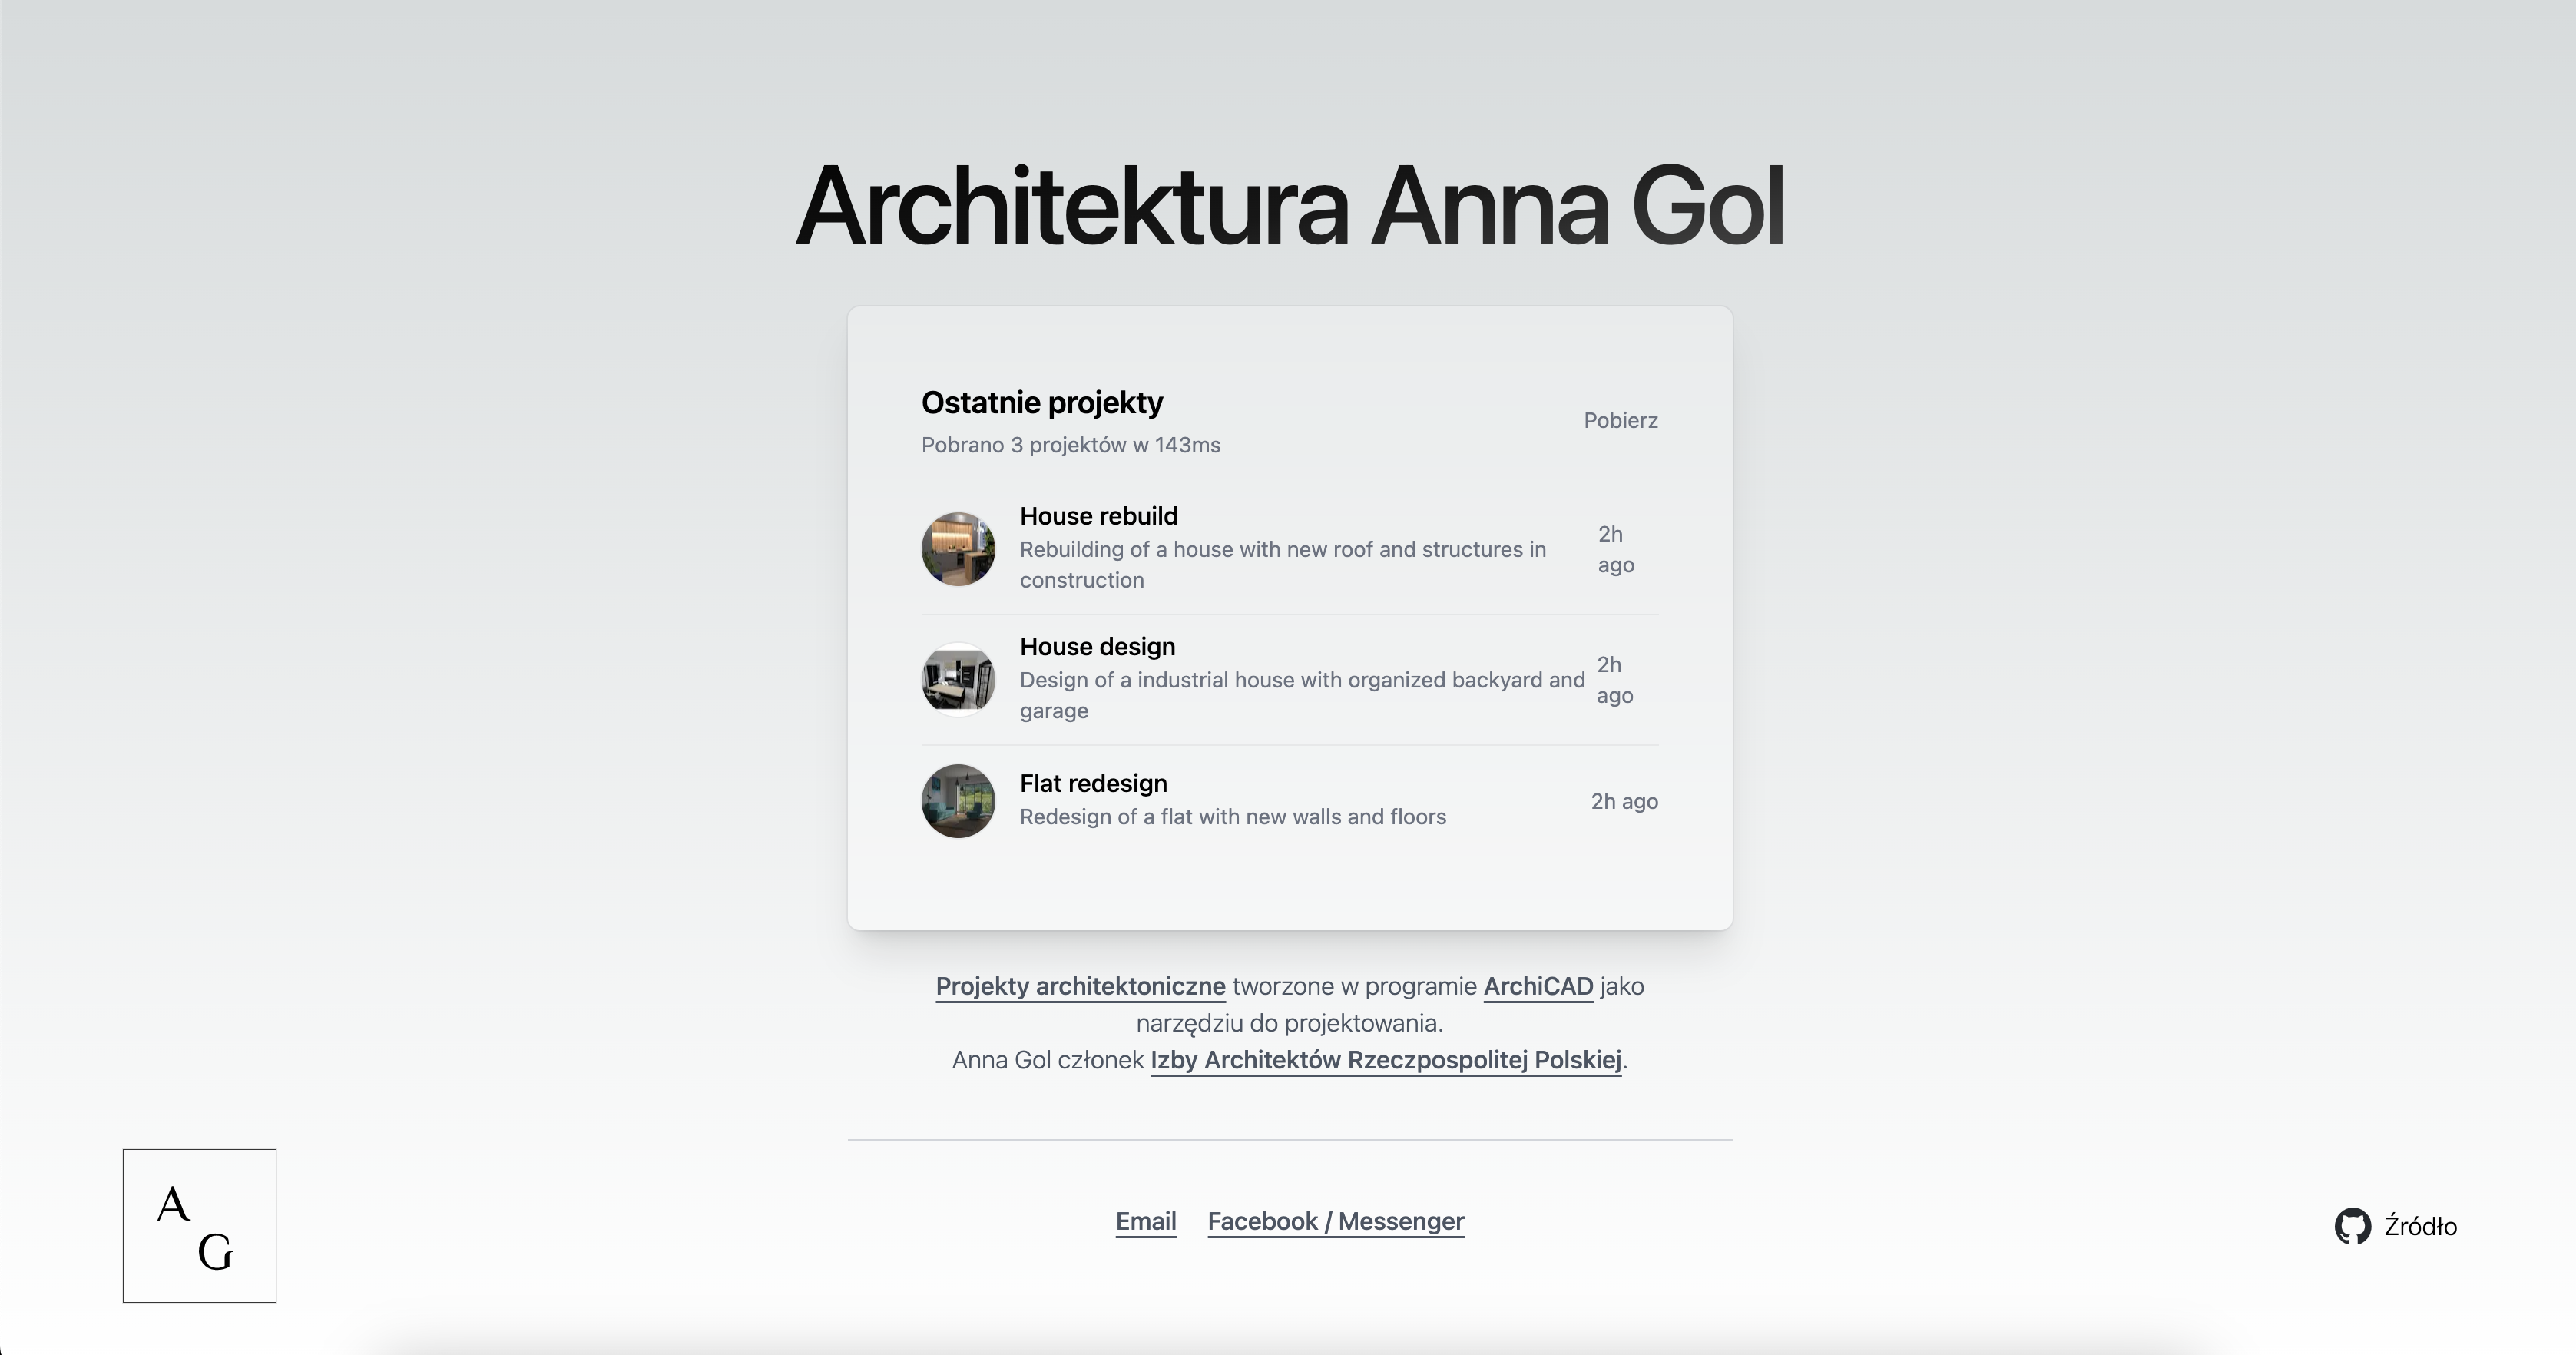 Architektura Anna Gol
Ostatnie projekty
Pobrano 3 projektów w 143ms
Pobierz
House rebuild
Rebuilding of a house with new roof and structures in
construction
2h
ago
House design
Design of a industrial house with organized backyard and
garage
2h
ago
Flat redesign
Redesign of a flat with new walls and floors
2h ago
Projekty architektoniczne tworzone w programie ArchiCAD jako
narzędziu do projektowania.
Anna Gol członek Izby Architektów Rzeczpospolitej Polskiej.
A
G
Email Facebook / Messenger
Źródło